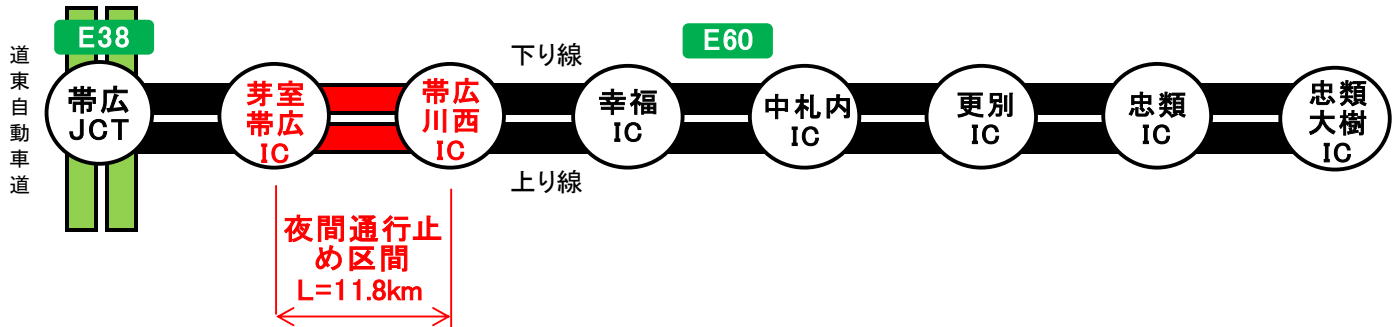 E38
E60
道東自動車道
下り線
帯広
JCT
芽室
帯広
IC
帯広
川西
IC
幸福
IC
中札内
IC
更別
IC
忠類
IC
忠類
大樹
IC
上り線
夜間通行止
め区間
L=11.8km